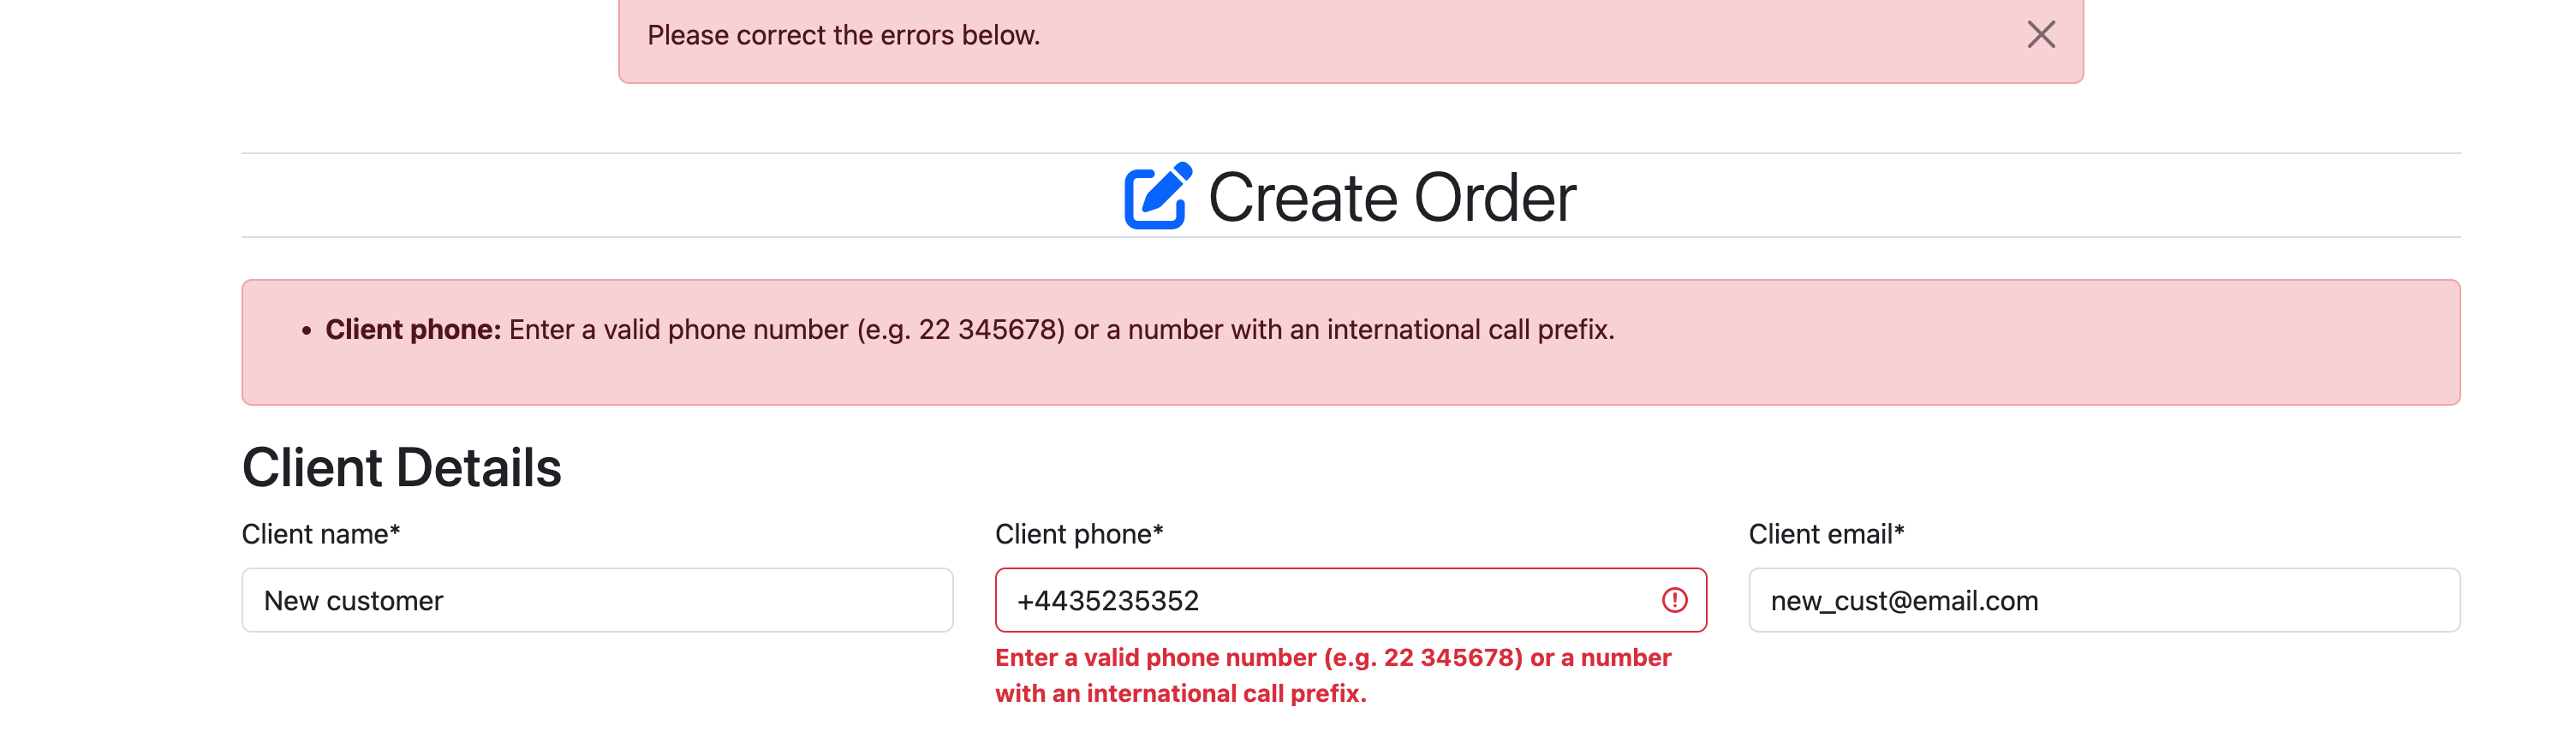 Please correct the errors below.
Create Order
• Client phone: Enter a valid phone number (e.g. 22 345678) or a number with an international call prefix.
Client Details
Client name*
Client phone*
Client email*
New customer
+4435235352
new_cust@email.com
Enter a valid phone number (e.g. 22 345678) or a number
with an international call prefix.